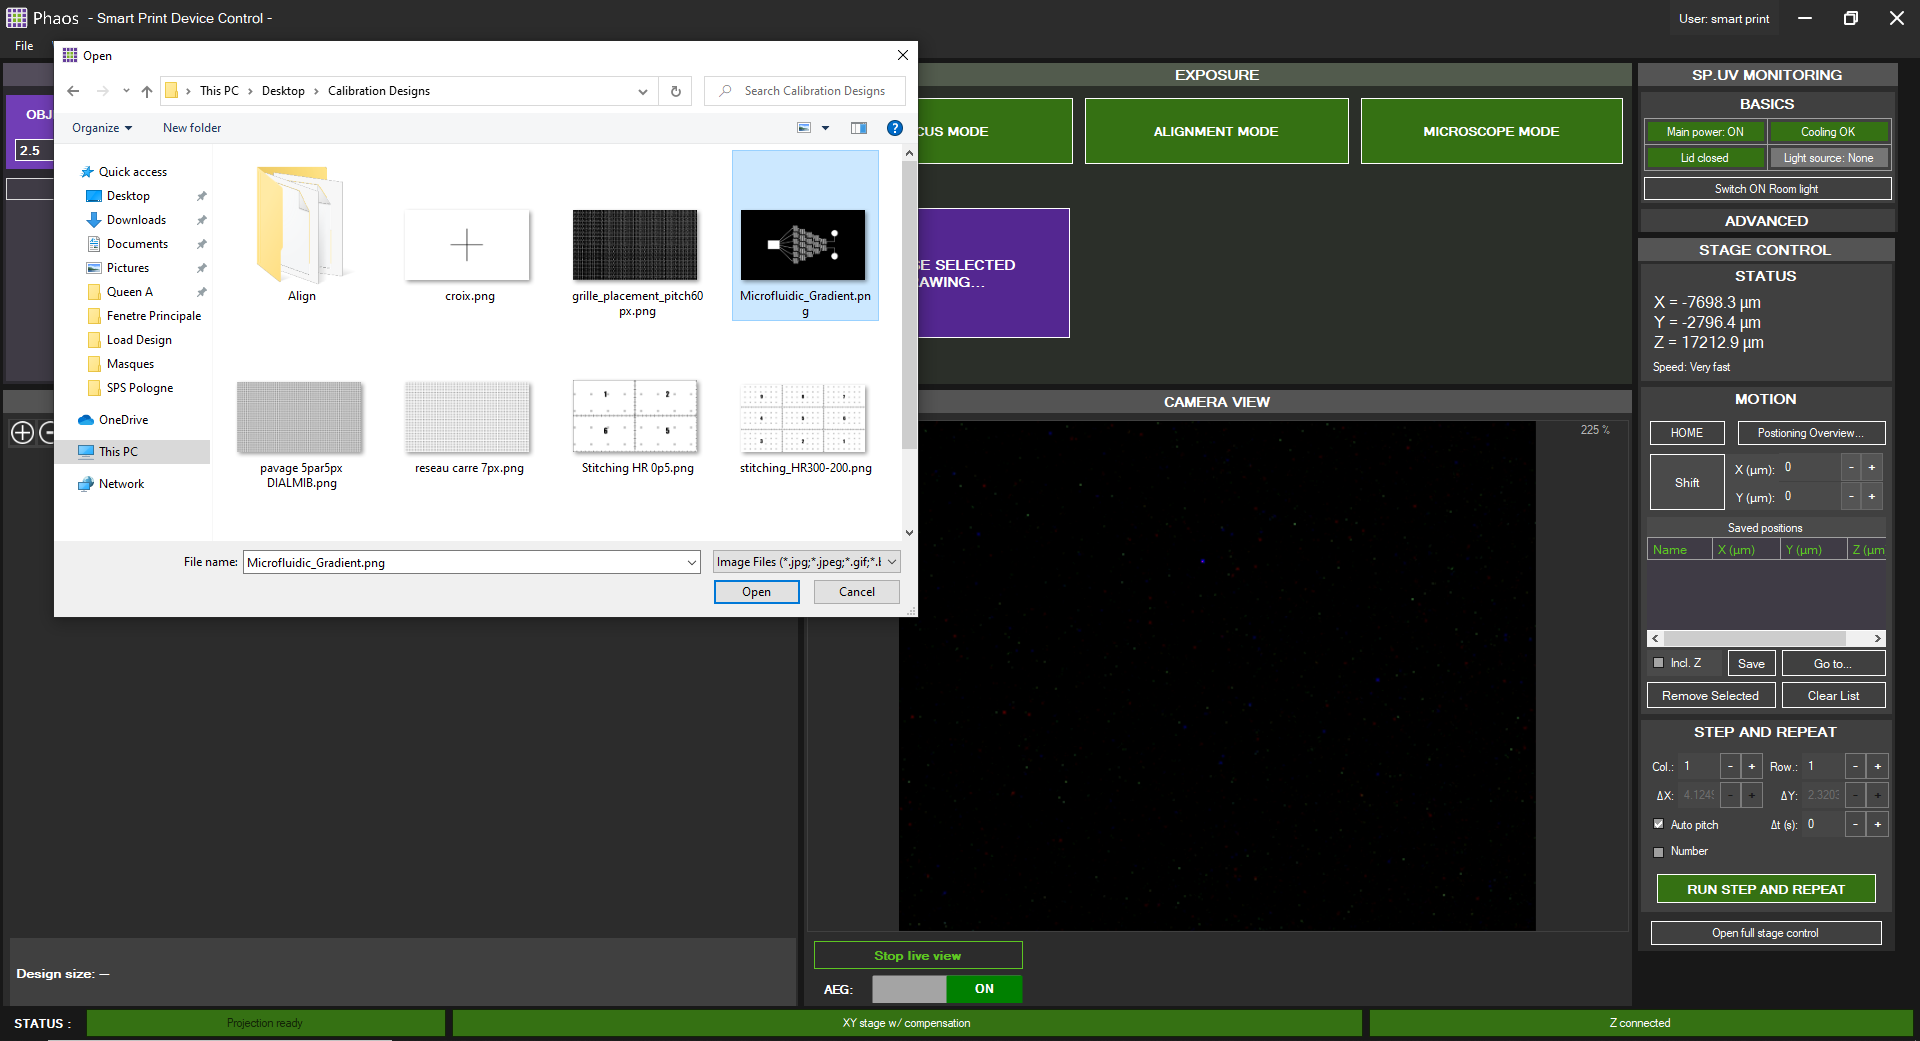 Phaos - Smart Print Device Control -
User: smart print
File
Open
This PC > Desktop > Calibration Designs
Search Calibration Designs
Organize
New folder
Quick access
Desktop
Downloads
Documents
Pictures
Queen A
Fenetre Principale
Load Design
Masques
SPS Pologne
OneDrive
This PC
Network
Align
croix.png
grille_placement_pitch60
px.png
Microfluidic_Gradient.pn
g
pavage 5par5px
DIALMIB.png
reseau carre 7px.png
Stitching HR 0p5.png
stitching_HR300-200.png
File name:
Microfluidic_Gradient.png
Image Files (*.jpg;*.jpeg;*.gif;*.
Open
Cancel
OBJ
2.5
Design size: —
EXPOSURE
CUS MODE
ALIGNMENT MODE
MICROSCOPE MODE
E SELECTED
AWING...
CAMERA VIEW
225 %
Stop live view
AEG:
ON
SP.UV MONITORING
BASICS
Main power: ON
Cooling OK
Lid closed
Light source: None
Switch ON Room light
ADVANCED
STAGE CONTROL
STATUS
X = -7698.3 µm
Y = -2796.4 µm
Z = 17212.9 µm
Speed: Very fast
MOTION
HOME
Postioning Overview...
Shift
X (µm): 0 - +
Y (µm): 0 - +
Saved positions
Name X (µm) Y (µm) Z (µm
Incl. Z
Save
Go to...
Remove Selected
Clear List
STEP AND REPEAT
Col.: 1 - + Row.: 1 - +
ΔX: 4.1249 - + ΔY: 2.3203 - +
Auto pitch
Δt (s): 0 - +
Number
RUN STEP AND REPEAT
Open full stage control
STATUS :
Projection ready
XY stage w/ compensation
Z connected